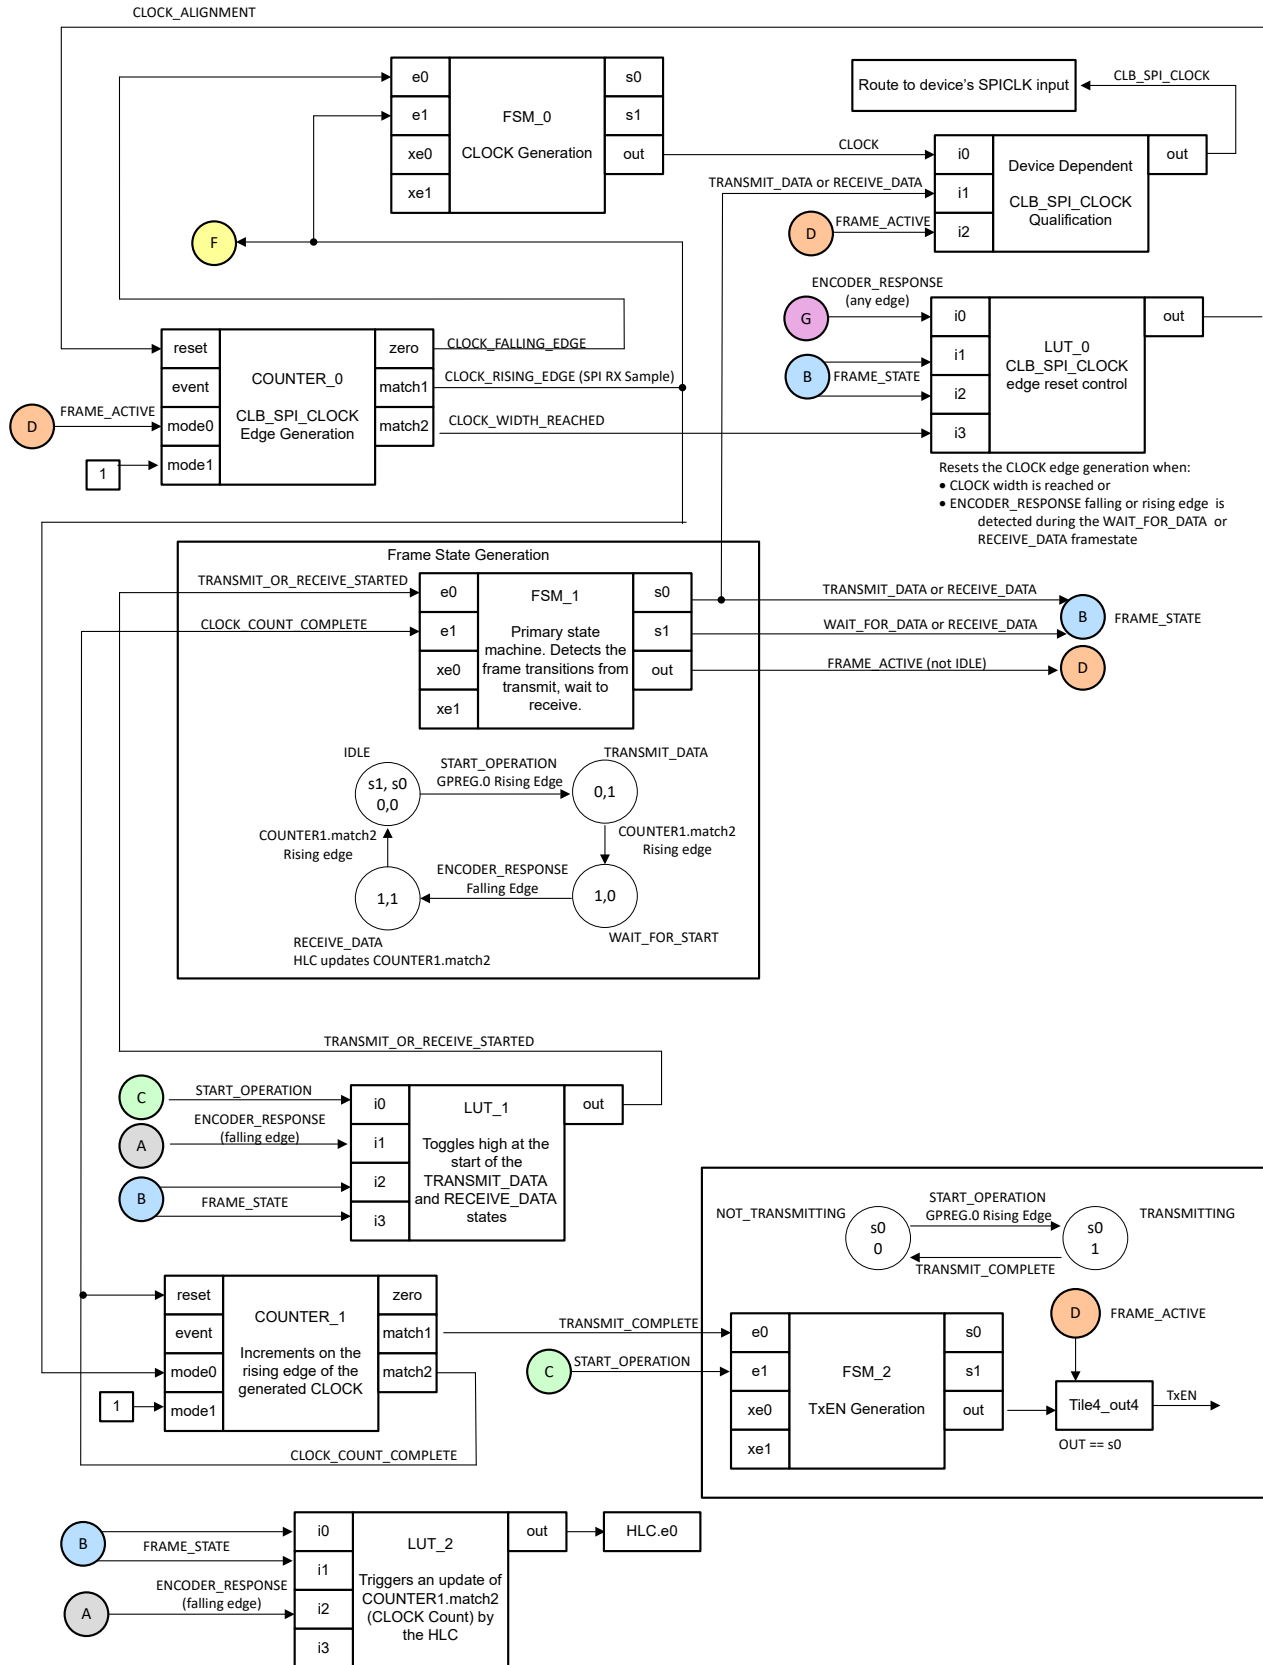 CLOCK_ALIGNMENT
e0
e1
xe0
xe1
FSM_0
CLOCK Generation
s0
s1
out
Route to device's SPICLK input
CLB_SPI_CLOCK
CLOCK
TRANSMIT_DATA or RECEIVE_DATA
D
FRAME_ACTIVE
i0
i1
i2
Device Dependent
CLB_SPI_CLOCK
Qualification
out
F
ENCODER_RESPONSE
(any edge)
G
B
FRAME_STATE
i0
i1
i2
i3
LUT_0
CLB_SPI_CLOCK
edge reset control
out
Resets the CLOCK edge generation when:
• CLOCK width is reached or
• ENCODER_RESPONSE falling or rising edge is
detected during the WAIT_FOR_DATA or
RECEIVE_DATA framestate
D
FRAME_ACTIVE
1
reset
event
mode0
mode1
COUNTER_0
CLB_SPI_CLOCK
Edge Generation
zero
match1
match2
CLOCK_FALLING_EDGE
CLOCK_RISING_EDGE (SPI RX Sample)
CLOCK_WIDTH_REACHED
Frame State Generation
TRANSMIT_OR_RECEIVE_STARTED
CLOCK_COUNT_COMPLETE
e0
e1
xe0
xe1
FSM_1
Primary state
machine. Detects the
frame transitions from
transmit, wait to
receive.
s0
s1
out
TRANSMIT_DATA or RECEIVE_DATA
WAIT_FOR_DATA or RECEIVE_DATA
FRAME_ACTIVE (not IDLE)
B
FRAME_STATE
D
IDLE
s1, s0
0,0
START_OPERATION
GPREG.0 Rising Edge
TRANSMIT_DATA
0,1
COUNTER1.match2
Rising edge
COUNTER1.match2
Rising edge
1,1
ENCODER_RESPONSE
Falling Edge
1,0
RECEIVE_DATA
HLC updates COUNTER1.match2
WAIT_FOR_START
TRANSMIT_OR_RECEIVE_STARTED
C
START_OPERATION
ENCODER_RESPONSE
(falling edge)
A
B
FRAME_STATE
i0
i1
i2
i3
LUT_1
Toggles high at the
start of the
TRANSMIT_DATA
and RECEIVE_DATA
states
out
NOT_TRANSMITTING
s0
0
START_OPERATION
GPREG.0 Rising Edge
TRANSMIT_COMPLETE
s0
1
TRANSMITTING
reset
event
mode0
mode1
1
COUNTER_1
Increments on the
rising edge of the
generated CLOCK
zero
match1
match2
CLOCK_COUNT_COMPLETE
TRANSMIT_COMPLETE
C
START_OPERATION
e0
e1
xe0
xe1
FSM_2
TxEN Generation
s0
s1
out
D
FRAME_ACTIVE
Tile4_out4
TxEN
OUT == s0
B
FRAME_STATE
ENCODER_RESPONSE
(falling edge)
A
i0
i1
i2
i3
LUT_2
Triggers an update of
COUNTER1.match2
(CLOCK Count) by
the HLC
out
HLC.e0